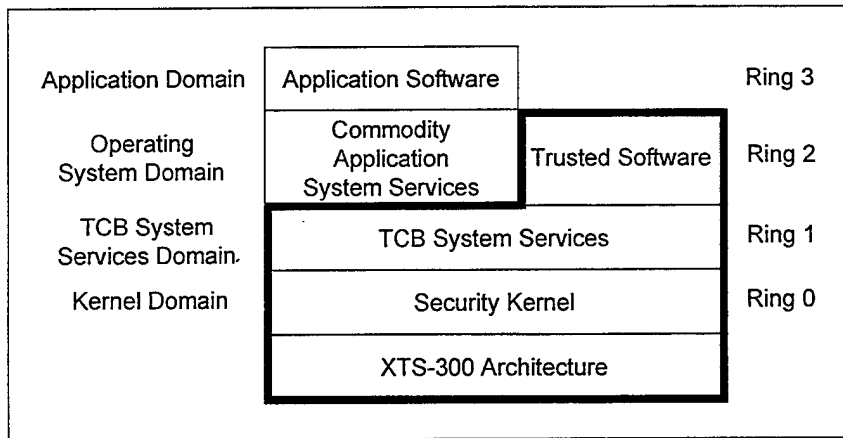 Application Domain
Application Software
Ring 3
Operating
System Domain
Commodity
Application
System Services
Trusted Software
Ring 2
TCB System
Services Domain
TCB System Services
Ring 1
Kernel Domain
Security Kernel
Ring 0
XTS-300 Architecture